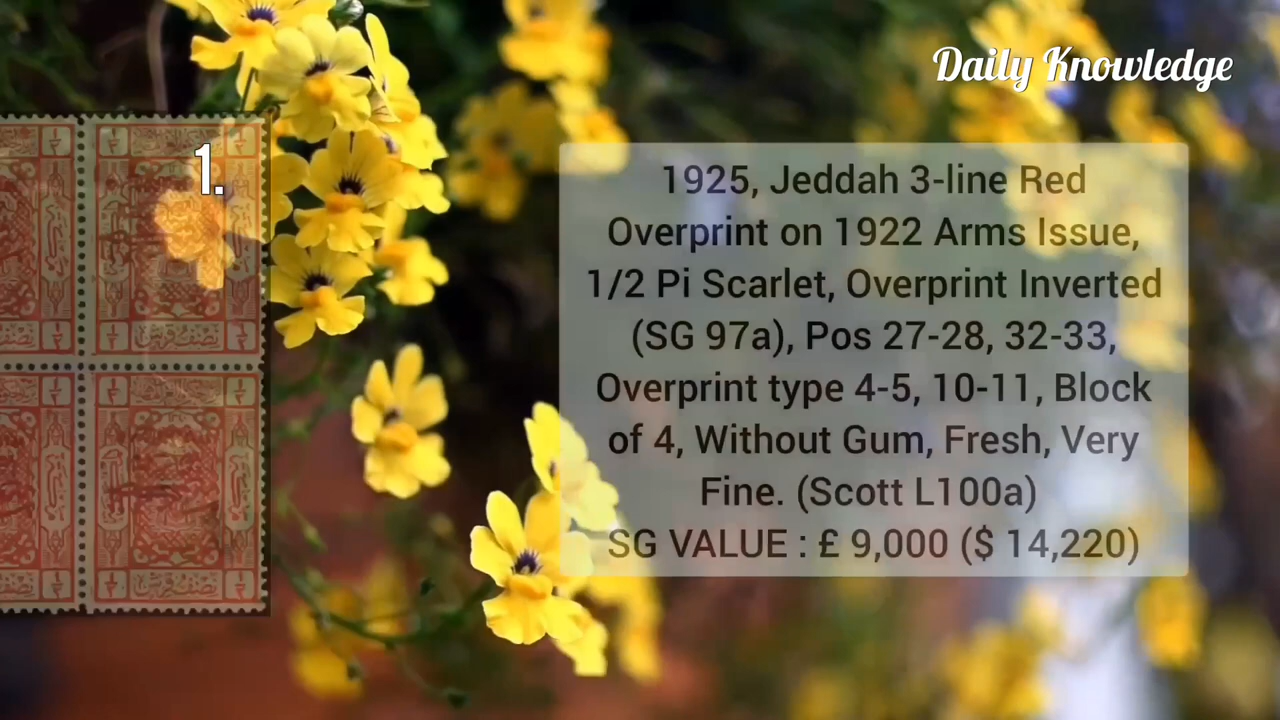 Daily Knowledge
1.
1925, Jeddah 3-line Red
Overprint on 1922 Arms Issue,
1/2 Pi Scarlet, Overprint Inverted
(SG 97a), Pos 27-28, 32-33,
Overprint type 4-5, 10-11, Block
of 4, Without Gum, Fresh, Very
Fine. (Scott L100a)
SG VALUE : £ 9,000 ($ 14,220)